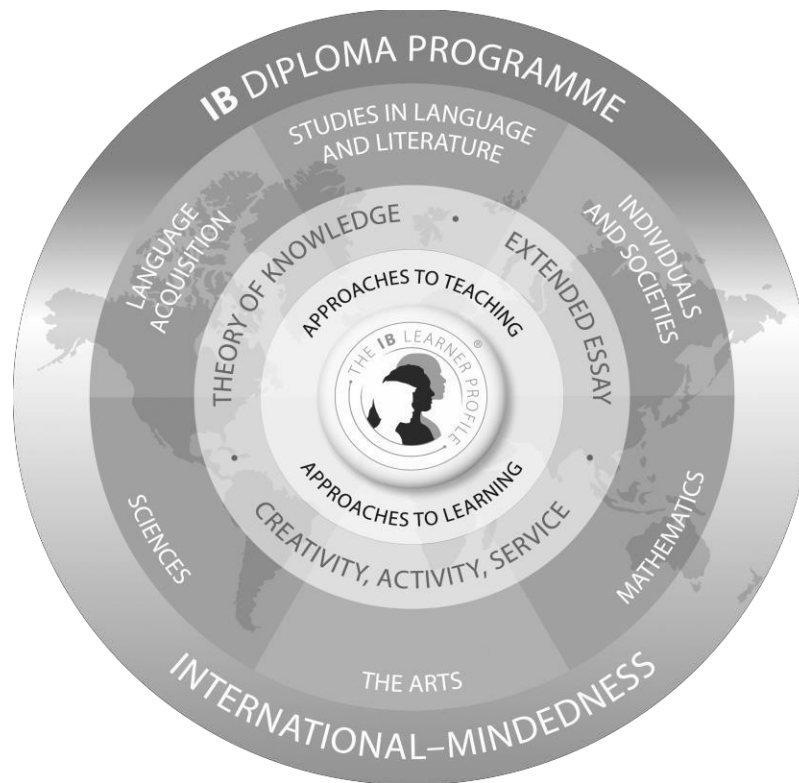 IB DIPLOMA PROGRAMME
STUDIES IN LANGUAGE
AND LITERATURE
LANGUAGE
ACQUISITION
INDIVIDUALS
AND SOCIETIES
THEORY OF KNOWLEDGE
EXTENDED ESSAY
APPROACHES TO TEACHING
THE IB LEARNER PROFILE
®
APPROACHES TO LEARNING
CREATIVITY, ACTIVITY, SERVICE
SCIENCES
MATHEMATICS
THE ARTS
INTERNATIONAL–MINDEDNESS